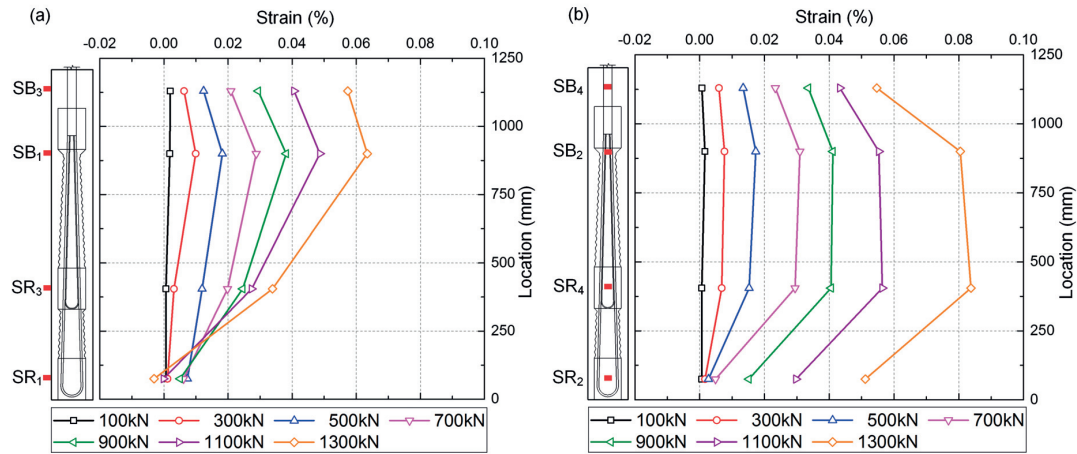 (a)
Strain (%)
-0.02 0.00 0.02 0.04 0.06 0.08 0.10
SB3
SB1
SR3
SR1
1250
1000
750
500
250
0
Location (mm)
100kN 300kN 500kN 700kN
900kN 1100kN 1300kN
(b)
Strain (%)
-0.02 0.00 0.02 0.04 0.06 0.08 0.10
SB4
SB2
SR4
SR2
1250
1000
750
500
250
0
Location (mm)
100kN 300kN 500kN 700kN
900kN 1100kN 1300kN